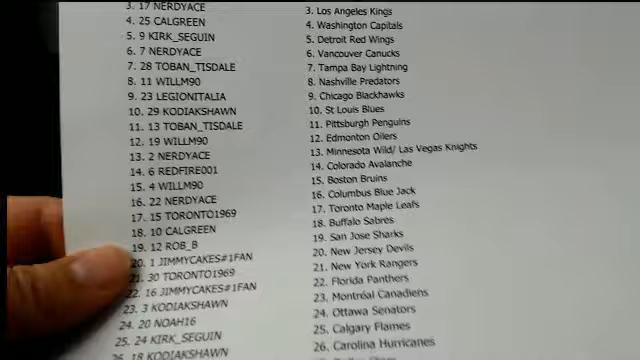 3. 17 NERDYACE
4. 25 CALGREEN
5. 9 KIRK_SEGUIN
6. 7 NERDYACE
7. 28 TOBAN_TISDALE
8. 11 WILLM90
9. 23 LEGIONITALIA
10. 29 KODIAKSHAWN
11. 13 TOBAN_TISDALE
12. 19 WILLM90
13. 2 NERDYACE
14. 6 REDFIRE001
15. 4 WILLM90
16. 22 NERDYACE
17. 15 TORONTO1969
18. 10 CALGREEN
19. 12 ROB_B
20. 1 JIMMYCAKES#1FAN
21. 30 TORONTO1969
22. 16 JIMMYCAKES#1FAN
23. 3 KODIAKSHAWN
24. 20 NOAH16
25. 24 KIRK_SEGUIN
26. 18 KODIAKSHAWN
3. Los Angeles Kings
4. Washington Capitals
5. Detroit Red Wings
6. Vancouver Canucks
7. Tampa Bay Lightning
8. Nashville Predators
9. Chicago Blackhawks
10. St Louis Blues
11. Pittsburgh Penguins
12. Edmonton Oilers
13. Minnesota Wild/ Las Vegas Knights
14. Colorado Avalanche
15. Boston Bruins
16. Columbus Blue Jack
17. Toronto Maple Leafs
18. Buffalo Sabres
19. San Jose Sharks
20. New Jersey Devils
21. New York Rangers
22. Florida Panthers
23. Montréal Canadiens
24. Ottawa Senators
25. Calgary Flames
26. Carolina Hurricanes